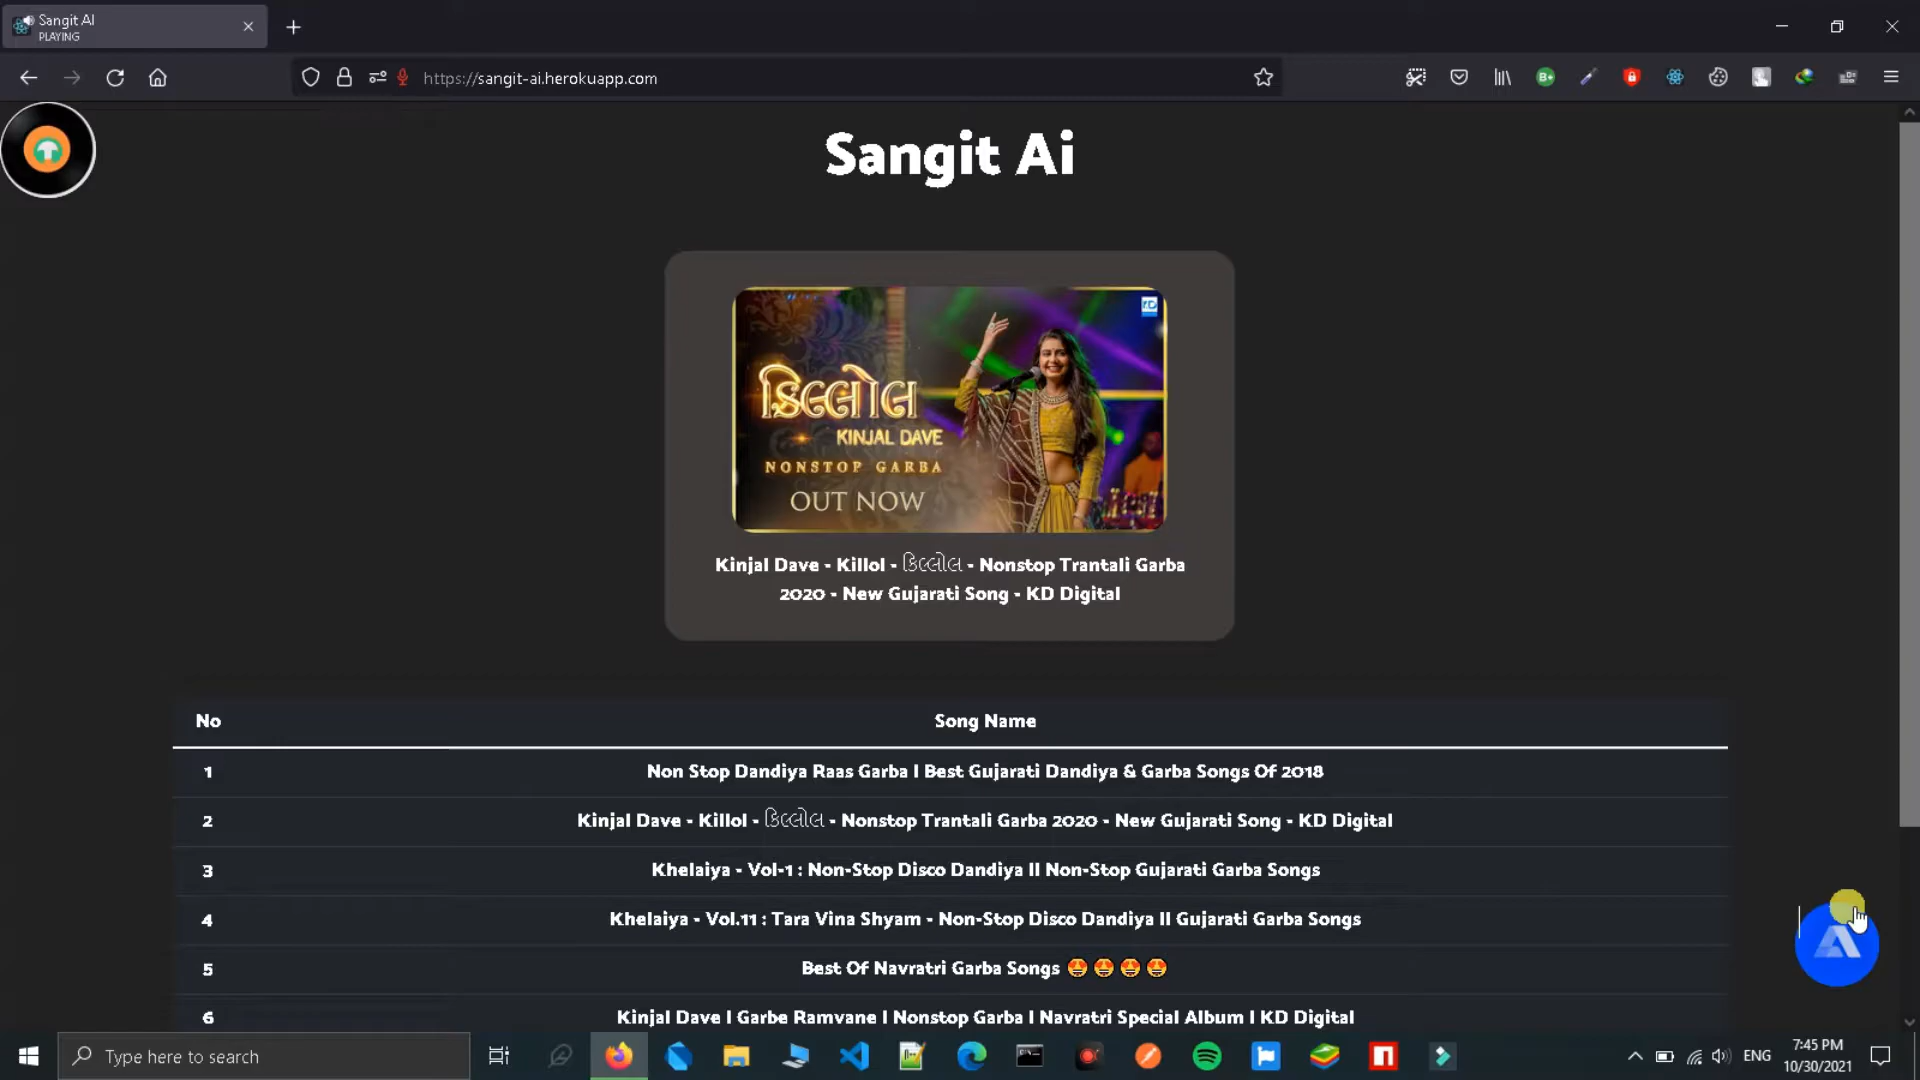 Sangit AI
PLAYING
https://sangit-ai.herokuapp.com
Sangit Ai
કિલ્લોલ
KINJAL DAVE
NONSTOP GARBA
OUT NOW
Kinjal Dave - Killol - કિલ્લોલ - Nonstop Trantali Garba
2020 - New Gujarati Song - KD Digital
No Song Name
1 Non Stop Dandiya Raas Garba | Best Gujarati Dandiya & Garba Songs Of 2018
2 Kinjal Dave - Killol - કિલ્લોલ - Nonstop Trantali Garba 2020 - New Gujarati Song - KD Digital
3 Khelaiya - Vol-1 : Non-Stop Disco Dandiya || Non-Stop Gujarati Garba Songs
4 Khelaiya - Vol.11 : Tara Vina Shyam - Non-Stop Disco Dandiya || Gujarati Garba Songs
5 Best Of Navratri Garba Songs 🤩 🤩 🤩 🤩
6 Kinjal Dave | Garbe Ramvane | Nonstop Garba | Navratri Special Album | KD Digital
Type here to search
ENG
7:45 PM
10/30/2021